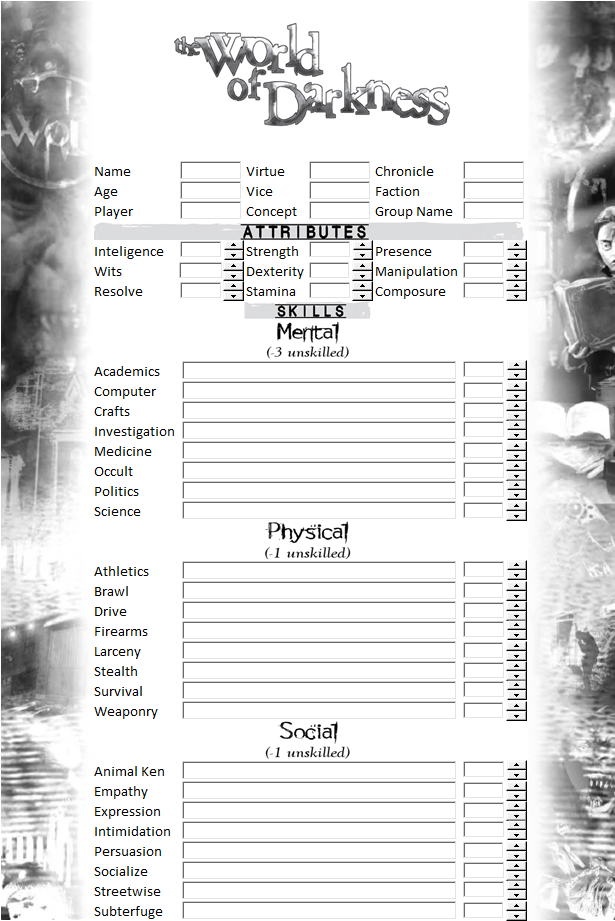 the World
of Darkness
Name Virtue Chronicle
Age Vice Faction
Player Concept Group Name
ATTRIBUTES
Inteligence Strength Presence
Wits Dexterity Manipulation
Resolve Stamina Composure
SKILLS
Mental
(-3 unskilled)
Academics
Computer
Crafts
Investigation
Medicine
Occult
Politics
Science
Physical
(-1 unskilled)
Athletics
Brawl
Drive
Firearms
Larceny
Stealth
Survival
Weaponry
Social
(-1 unskilled)
Animal Ken
Empathy
Expression
Intimidation
Persuasion
Socialize
Streetwise
Subterfuge